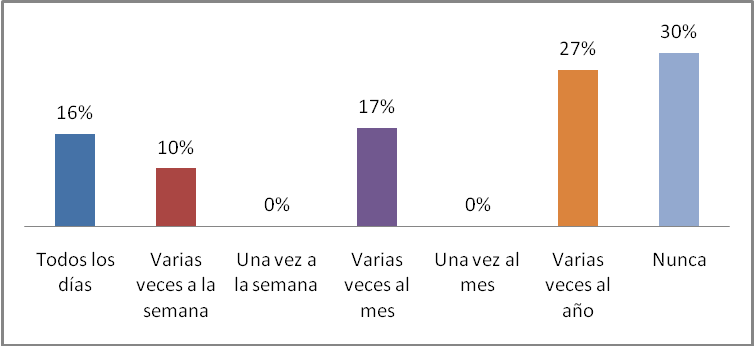 16%
10%
0%
17%
0%
27%
30%
Todos los
días
Varias
veces a la
semana
Una vez a
la semana
Varias
veces al
mes
Una vez al
mes
Varias
veces al
año
Nunca